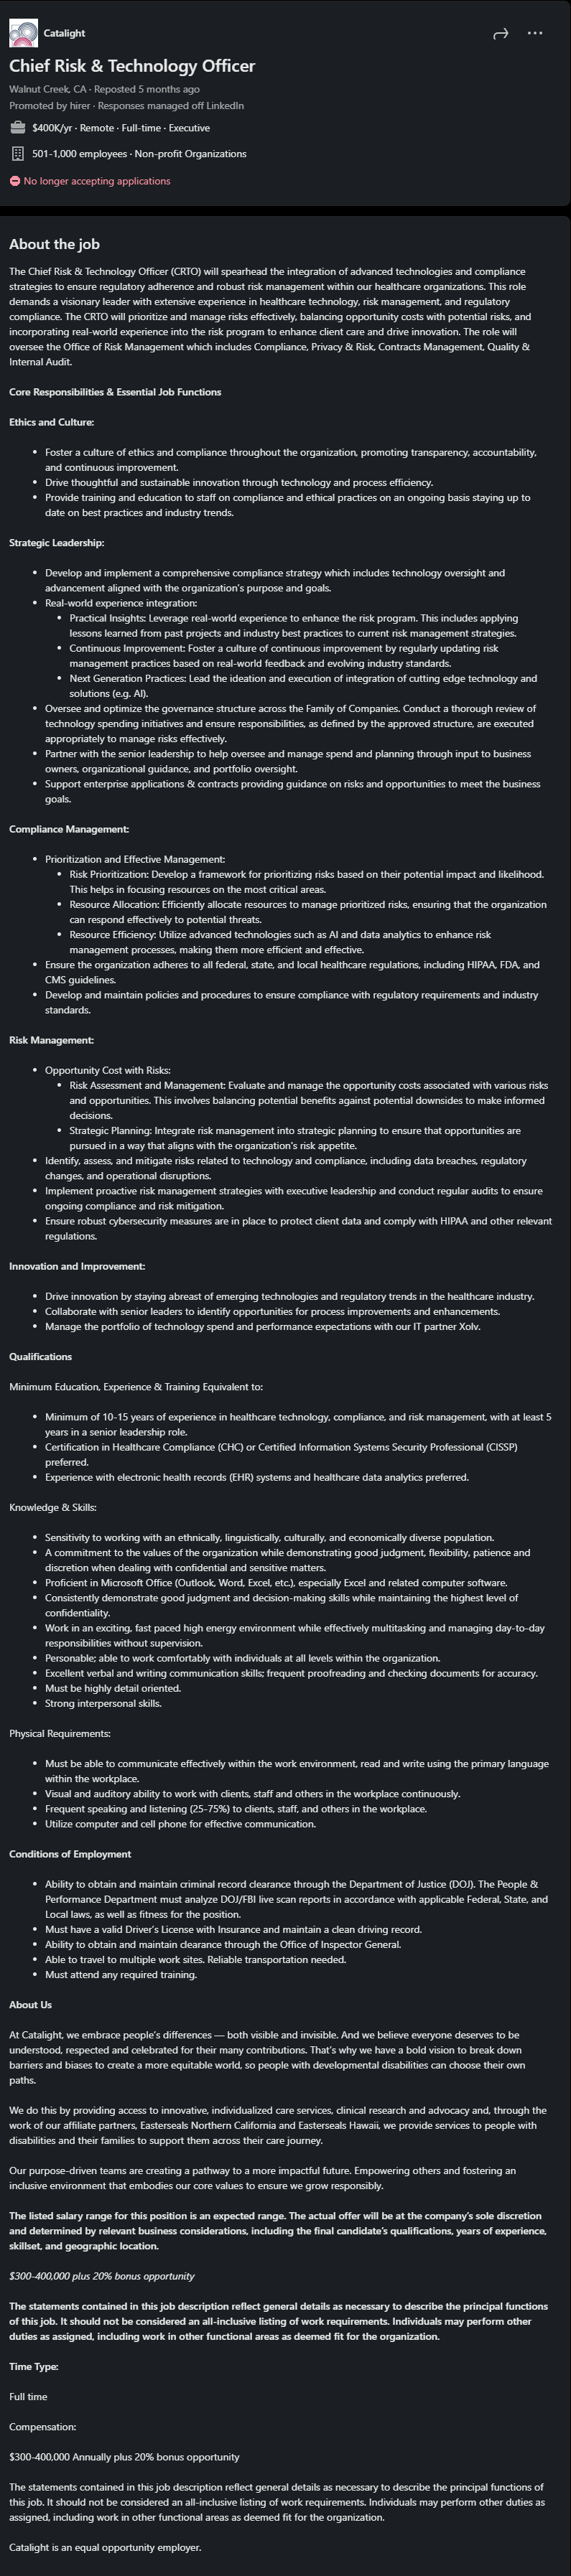 Catalight
Chief Risk & Technology Officer
Walnut Creek, CA · Reposted 5 months ago
Promoted by hirer · Responses managed off LinkedIn
$400K/yr · Remote · Full-time · Executive
501-1,000 employees · Non-profit Organizations
No longer accepting applications
About the job
The Chief Risk & Technology Officer (CRTO) will spearhead the integration of advanced technologies and compliance
strategies to ensure regulatory adherence and robust risk management within our healthcare organizations. This role
demands a visionary leader with extensive experience in healthcare technology, risk management, and regulatory
compliance. The CRTO will prioritize and manage risks effectively, balancing opportunity costs with potential risks, and
incorporating real-world experience into the risk program to enhance client care and drive innovation. The role will
oversee the Office of Risk Management which includes Compliance, Privacy & Risk, Contracts Management, Quality &
Internal Audit.
Core Responsibilities & Essential Job Functions
Ethics and Culture:
• Foster a culture of ethics and compliance throughout the organization, promoting transparency, accountability,
and continuous improvement.
• Drive thoughtful and sustainable innovation through technology and process efficiency.
• Provide training and education to staff on compliance and ethical practices on an ongoing basis staying up to
date on best practices and industry trends.
Strategic Leadership:
• Develop and implement a comprehensive compliance strategy which includes technology oversight and
advancement aligned with the organization's purpose and goals.
• Real-world experience integration:
• Practical Insights: Leverage real-world experience to enhance the risk program. This includes applying
lessons learned from past projects and industry best practices to current risk management strategies.
• Continuous Improvement: Foster a culture of continuous improvement by regularly updating risk
management practices based on real-world feedback and evolving industry standards.
• Next Generation Practices: Lead the ideation and execution of integration of cutting edge technology and
solutions (e.g. AI).
• Oversee and optimize the governance structure across the Family of Companies. Conduct a thorough review of
technology spending initiatives and ensure responsibilities, as defined by the approved structure, are executed
appropriately to manage risks effectively.
• Partner with the senior leadership to help oversee and manage spend and planning through input to business
owners, organizational guidance, and portfolio oversight.
• Support enterprise applications & contracts providing guidance on risks and opportunities to meet the business
goals.
Compliance Management:
• Prioritization and Effective Management:
• Risk Prioritization: Develop a framework for prioritizing risks based on their potential impact and likelihood.
This helps in focusing resources on the most critical areas.
• Resource Allocation: Efficiently allocate resources to manage prioritized risks, ensuring that the organization
can respond effectively to potential threats.
• Resource Efficiency: Utilize advanced technologies such as AI and data analytics to enhance risk
management processes, making them more efficient and effective.
• Ensure the organization adheres to all federal, state, and local healthcare regulations, including HIPAA, FDA, and
CMS guidelines.
• Develop and maintain policies and procedures to ensure compliance with regulatory requirements and industry
standards.
Risk Management:
• Opportunity Cost with Risks:
• Risk Assessment and Management: Evaluate and manage the opportunity costs associated with various risks
and opportunities. This involves balancing potential benefits against potential downsides to make informed
decisions.
• Strategic Planning: Integrate risk management into strategic planning to ensure that opportunities are
pursued in a way that aligns with the organization's risk appetite.
• Identify, assess, and mitigate risks related to technology and compliance, including data breaches, regulatory
changes, and operational disruptions.
• Implement proactive risk management strategies with executive leadership and conduct regular audits to ensure
ongoing compliance and risk mitigation.
• Ensure robust cybersecurity measures are in place to protect client data and comply with HIPAA and other relevant
regulations.
Innovation and Improvement:
• Drive innovation by staying abreast of emerging technologies and regulatory trends in the healthcare industry.
• Collaborate with senior leaders to identify opportunities for process improvements and enhancements.
• Manage the portfolio of technology spend and performance expectations with our IT partner Xolv.
Qualifications
Minimum Education, Experience & Training Equivalent to:
• Minimum of 10-15 years of experience in healthcare technology, compliance, and risk management, with at least 5
years in a senior leadership role.
• Certification in Healthcare Compliance (CHC) or Certified Information Systems Security Professional (CISSP)
preferred.
• Experience with electronic health records (EHR) systems and healthcare data analytics preferred.
Knowledge & Skills:
• Sensitivity to working with an ethnically, linguistically, culturally, and economically diverse population.
• A commitment to the values of the organization while demonstrating good judgment, flexibility, patience and
discretion when dealing with confidential and sensitive matters.
• Proficient in Microsoft Office (Outlook, Word, Excel, etc.), especially Excel and related computer software.
• Consistently demonstrate good judgment and decision-making skills while maintaining the highest level of
confidentiality.
• Work in an exciting, fast paced high energy environment while effectively multitasking and managing day-to-day
responsibilities without supervision.
• Personable; able to work comfortably with individuals at all levels within the organization.
• Excellent verbal and writing communication skills; frequent proofreading and checking documents for accuracy.
• Must be highly detail oriented.
• Strong interpersonal skills.
Physical Requirements:
• Must be able to communicate effectively within the work environment, read and write using the primary language
within the workplace.
• Visual and auditory ability to work with clients, staff and others in the workplace continuously.
• Frequent speaking and listening (25-75%) to clients, staff, and others in the workplace.
• Utilize computer and cell phone for effective communication.
Conditions of Employment
• Ability to obtain and maintain criminal record clearance through the Department of Justice (DOJ). The People &
Performance Department must analyze DOJ/FBI live scan reports in accordance with applicable Federal, State, and
Local laws, as well as fitness for the position.
• Must have a valid Driver's License with Insurance and maintain a clean driving record.
• Ability to obtain and maintain clearance through the Office of Inspector General.
• Able to travel to multiple work sites. Reliable transportation needed.
• Must attend any required training.
About Us
At Catalight, we embrace people's differences — both visible and invisible. And we believe everyone deserves to be
understood, respected and celebrated for their many contributions. That's why we have a bold vision to break down
barriers and biases to create a more equitable world, so people with developmental disabilities can choose their own
paths.
We do this by providing access to innovative, individualized care services, clinical research and advocacy and, through the
work of our affiliate partners, Easterseals Northern California and Easterseals Hawaii, we provide services to people with
disabilities and their families to support them across their care journey.
Our purpose-driven teams are creating a pathway to a more impactful future. Empowering others and fostering an
inclusive environment that embodies our core values to ensure we grow responsibly.
The listed salary range for this position is an expected range. The actual offer will be at the company's sole discretion
and determined by relevant business considerations, including the final candidate's qualifications, years of experience,
skillset, and geographic location.
$300-400,000 plus 20% bonus opportunity
The statements contained in this job description reflect general details as necessary to describe the principal functions
of this job. It should not be considered an all-inclusive listing of work requirements. Individuals may perform other
duties as assigned, including work in other functional areas as deemed fit for the organization.
Time Type:
Full time
Compensation:
$300-400,000 Annually plus 20% bonus opportunity
The statements contained in this job description reflect general details as necessary to describe the principal functions of
this job. It should not be considered an all-inclusive listing of work requirements. Individuals may perform other duties as
assigned, including work in other functional areas as deemed fit for the organization.
Catalight is an equal opportunity employer.